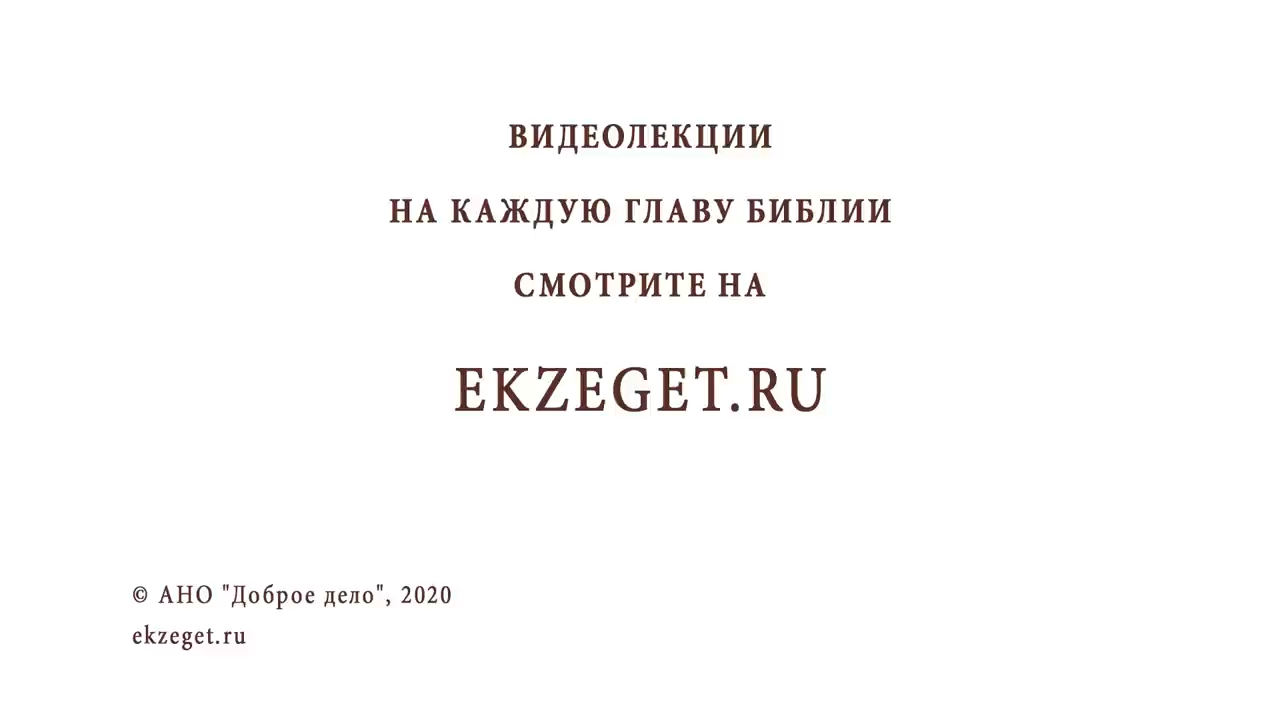 ВИДЕОЛЕКЦИИ
НА КАЖДУЮ ГЛАВУ БИБЛИИ
СМОТРИТЕ НА
EKZEGET.RU
© АНО "Доброе дело", 2020
ekzeget.ru